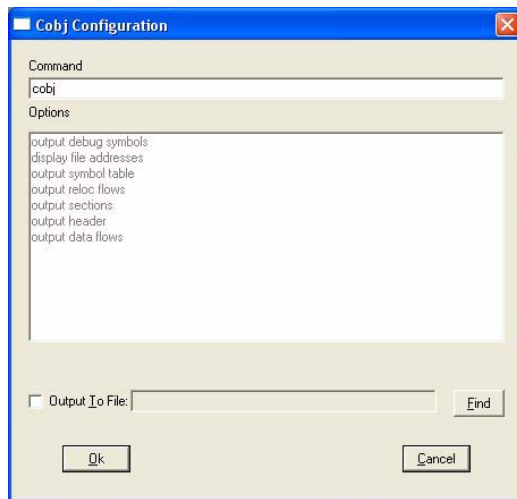 Cobj Configuration
Command
cobj
Options
output debug symbols
display file addresses
output symbol table
output reloc flows
output sections
output header
output data flows
Output To File:
Find
Ok
Cancel